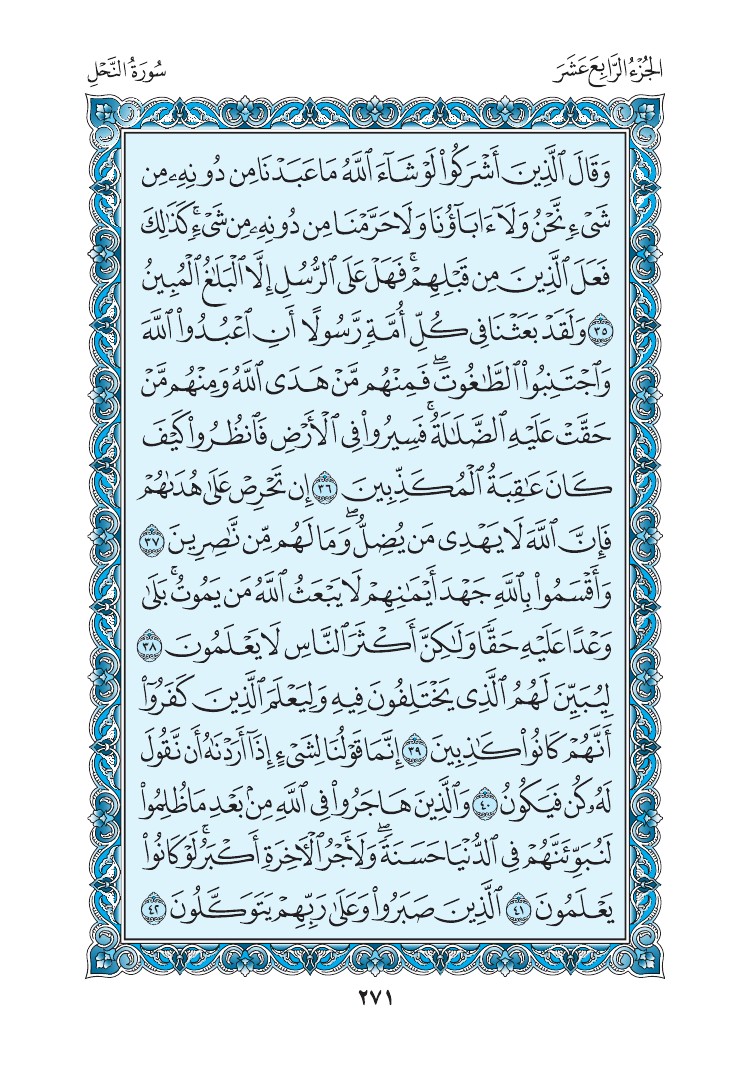 الجُزْءُ الرَّابِعَ عَشَرَ
سُورَةُ النَّحْلِ
وَقَالَ ٱلَّذِينَ أَشْرَكُواْ لَوْ شَآءَ ٱللَّهُ مَا عَبَدْنَا مِن دُونِهِۦ مِن
شَىْءٍ نَّحْنُ وَلَآ ءَابَآؤُنَا وَلَا حَرَّمْنَا مِن دُونِهِۦ مِن شَىْءٍۚ كَذَٰلِكَ
فَعَلَ ٱلَّذِينَ مِن قَبْلِهِمْۚ فَهَلْ عَلَى ٱلرُّسُلِ إِلَّا ٱلْبَلَٰغُ ٱلْمُبِينُ
٣٥ وَلَقَدْ بَعَثْنَا فِى كُلِّ أُمَّةٍ رَّسُولًا أَنِ ٱعْبُدُواْ ٱللَّهَ
وَٱجْتَنِبُواْ ٱلطَّٰغُوتَۖ فَمِنْهُم مَّنْ هَدَى ٱللَّهُ وَمِنْهُم مَّنْ
حَقَّتْ عَلَيْهِ ٱلضَّلَٰلَةُۚ فَسِيرُواْ فِى ٱلْأَرْضِ فَٱنظُرُواْ كَيْفَ
كَانَ عَٰقِبَةُ ٱلْمُكَذِّبِينَ ٣٦ إِن تَحْرِصْ عَلَىٰ هُدَىٰهُمْ
فَإِنَّ ٱللَّهَ لَا يَهْدِى مَن يُضِلُّۖ وَمَا لَهُم مِّن نَّٰصِرِينَ ٣٧
وَأَقْسَمُواْ بِٱللَّهِ جَهْدَ أَيْمَٰنِهِمْ لَا يَبْعَثُ ٱللَّهُ مَن يَمُوتُۚ بَلَىٰ
وَعْدًا عَلَيْهِ حَقًّا وَلَٰكِنَّ أَكْثَرَ ٱلنَّاسِ لَا يَعْلَمُونَ ٣٨
لِيُبَيِّنَ لَهُمُ ٱلَّذِى يَخْتَلِفُونَ فِيهِ وَلِيَعْلَمَ ٱلَّذِينَ كَفَرُوٓاْ
أَنَّهُمْ كَانُواْ كَٰذِبِينَ ٣٩ إِنَّمَا قَوْلُنَا لِشَىْءٍ إِذَآ أَرَدْنَٰهُ أَن نَّقُولَ
لَهُۥ كُن فَيَكُونُ ٤٠ وَٱلَّذِينَ هَاجَرُواْ فِى ٱللَّهِ مِنۢ بَعْدِ مَا ظُلِمُواْ
لَنُبَوِّئَنَّهُمْ فِى ٱلدُّنْيَا حَسَنَةًۖ وَلَأَجْرُ ٱلْأٓخِرَةِ أَكْبَرُۚ لَوْ كَانُواْ
يَعْلَمُونَ ٤١ ٱلَّذِينَ صَبَرُواْ وَعَلَىٰ رَبِّهِمْ يَتَوَكَّلُونَ ٤٢
٢٧١